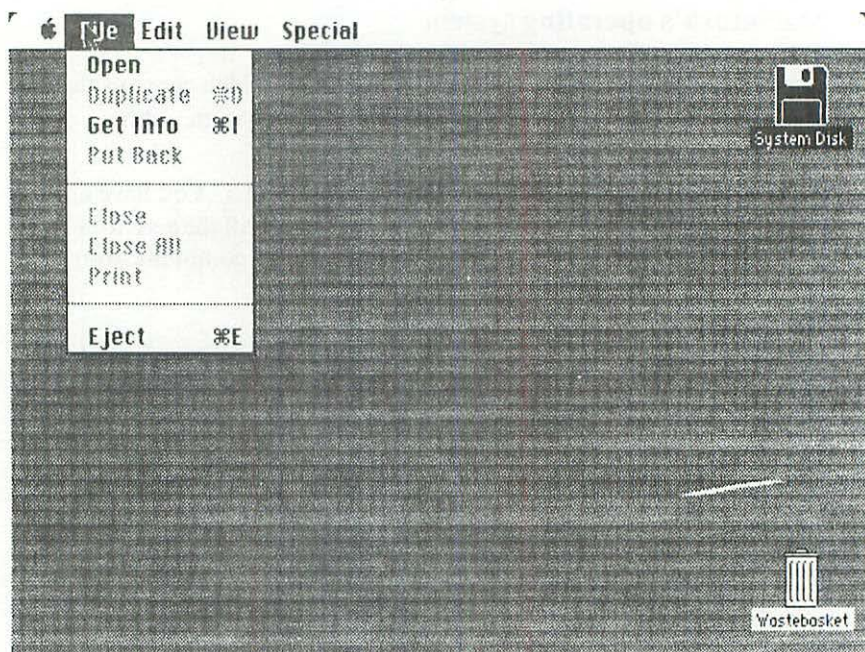 File Edit View Special
Open
Duplicate ⌘D
Get Info ⌘I
Put Back
Close
Close All
Print
Eject ⌘E
System Disk
Wastebasket